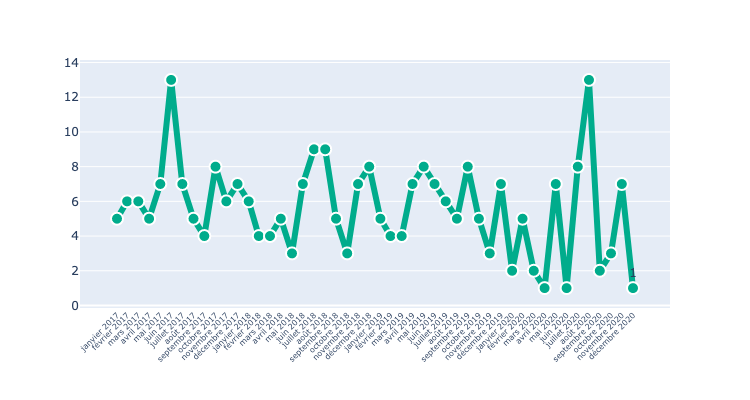 14
12
10
8
6
4
2
0
1
janvier 2017
février 2017
mars 2017
avril 2017
mai 2017
juin 2017
juillet 2017
août 2017
septembre 2017
octobre 2017
novembre 2017
décembre 2017
janvier 2018
février 2018
mars 2018
avril 2018
mai 2018
juin 2018
juillet 2018
août 2018
septembre 2018
octobre 2018
novembre 2018
décembre 2018
janvier 2019
février 2019
mars 2019
avril 2019
mai 2019
juin 2019
juillet 2019
août 2019
septembre 2019
octobre 2019
novembre 2019
décembre 2019
janvier 2020
février 2020
mars 2020
avril 2020
mai 2020
juin 2020
juillet 2020
août 2020
septembre 2020
octobre 2020
novembre 2020
décembre 2020